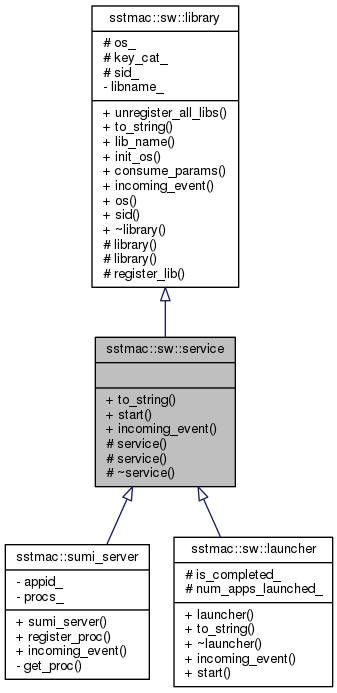 sstmac::sw::library
# os_
# key_cat_
# sid_
- libname_
+ unregister_all_libs()
+ to_string()
+ lib_name()
+ init_os()
+ consume_params()
+ incoming_event()
+ os()
+ sid()
+ ~library()
# library()
# library()
# register_lib()
sstmac::sw::service
+ to_string()
+ start()
+ incoming_event()
# service()
# service()
# ~service()
sstmac::sumi_server
- appid_
- procs_
+ sumi_server()
+ register_proc()
+ incoming_event()
- get_proc()
sstmac::sw::launcher
# is_completed_
# num_apps_launched_
+ launcher()
+ to_string()
+ ~launcher()
+ incoming_event()
+ start()